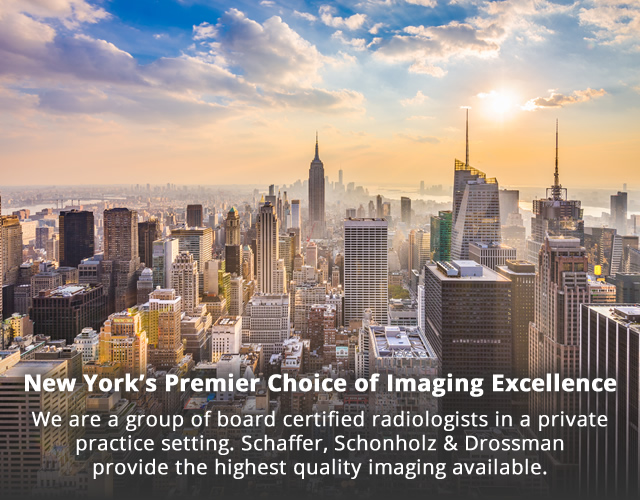 New York's Premier Choice of Imaging Excellence
We are a group of board certified radiologists in a private
practice setting. Schaffer, Schonholz & Drossman
provide the highest quality imaging available.